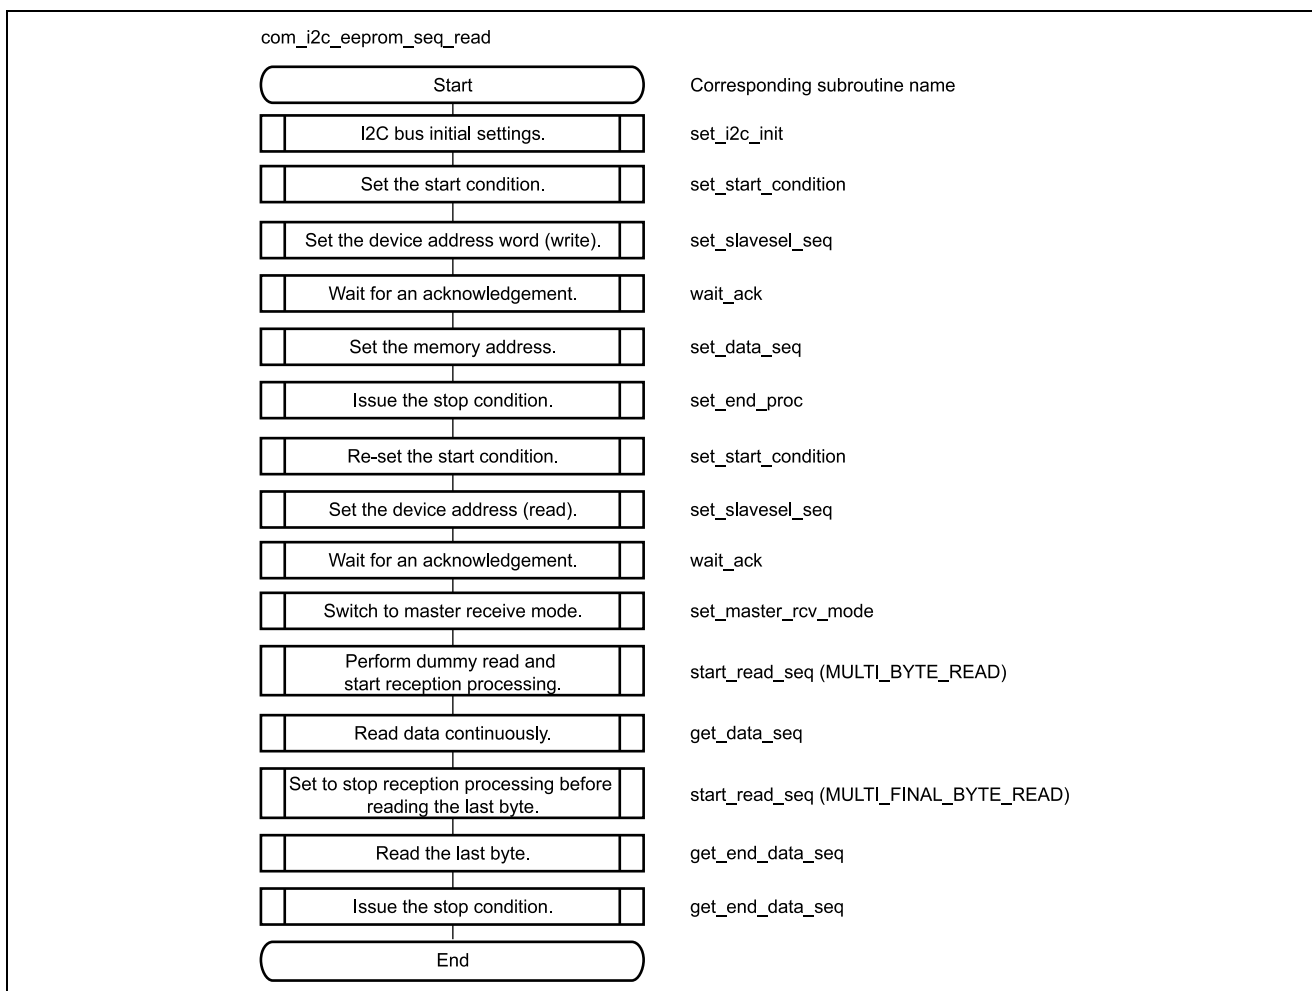 com_i2c_eeprom_seq_read
Start
Corresponding subroutine name
I2C bus initial settings.
set_i2c_init
Set the start condition.
set_start_condition
Set the device address word (write).
set_slavesel_seq
Wait for an acknowledgement.
wait_ack
Set the memory address.
set_data_seq
Issue the stop condition.
set_end_proc
Re-set the start condition.
set_start_condition
Set the device address (read).
set_slavesel_seq
Wait for an acknowledgement.
wait_ack
Switch to master receive mode.
set_master_rcv_mode
Perform dummy read and
start reception processing.
start_read_seq (MULTI_BYTE_READ)
Read data continuously.
get_data_seq
Set to stop reception processing before
reading the last byte.
start_read_seq (MULTI_FINAL_BYTE_READ)
Read the last byte.
get_end_data_seq
Issue the stop condition.
get_end_data_seq
End